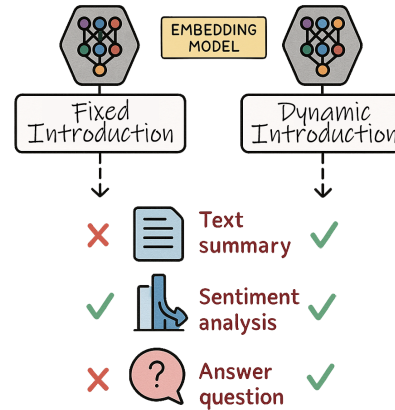 EMBEDDING
MODEL
Fixed
Introduction
Dynamic
Introduction
Text
summary
Sentiment
analysis
?
Answer
question